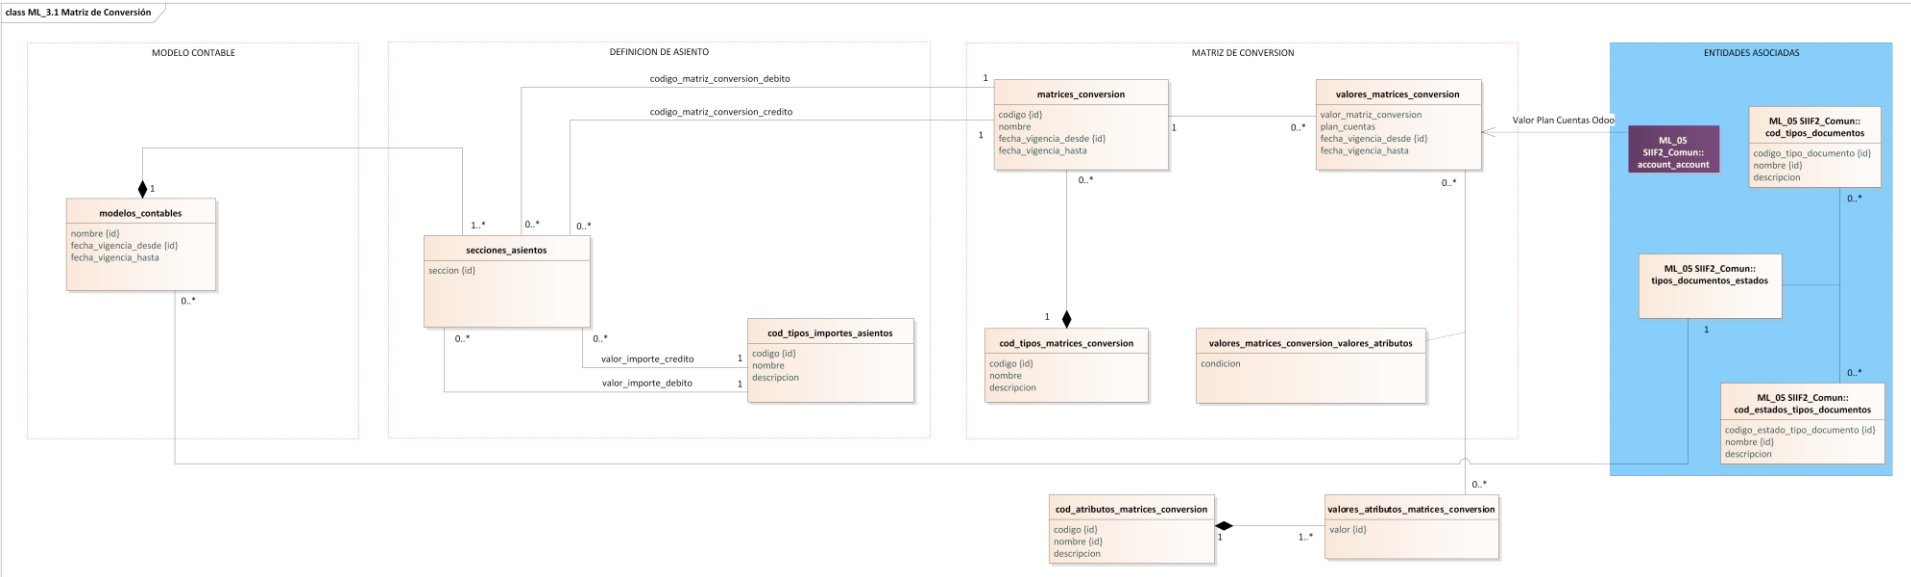 class ML_3.1 Matriz de Conversión
MODELO CONTABLE
modelos_contables
nombre {id}
fecha_vigencia_desde {id}
fecha_vigencia_hasta
1
0..*
DEFINICION DE ASIENTO
codigo_matriz_conversion_debito
codigo_matriz_conversion_credito
1..*
0..*
0..*
secciones_asientos
seccion {id}
0..*
0..*
valor_importe_credito
1
valor_importe_debito
1
cod_tipos_importes_asientos
codigo {id}
nombre
descripcion
MATRIZ DE CONVERSION
1
1
matrices_conversion
codigo {id}
nombre
fecha_vigencia_desde {id}
fecha_vigencia_hasta
1
0..*
0..*
valores_matrices_conversion
valor_matriz_conversion
plan_cuentas
fecha_vigencia_desde {id}
fecha_vigencia_hasta
0..*
1
cod_tipos_matrices_conversion
codigo {id}
nombre
descripcion
valores_matrices_conversion_valores_atributos
condicion
Valor Plan Cuentas Odoo
ENTIDADES ASOCIADAS
ML_05
SIIF2_Comun::
account_account
ML_05 SIIF2_Comun::
cod_tipos_documentos
codigo_tipo_documento {id}
nombre {id}
descripcion
0..*
ML_05 SIIF2_Comun::
tipos_documentos_estados
1
0..*
ML_05 SIIF2_Comun::
cod_estados_tipos_documentos
codigo_estado_tipo_documento {id}
nombre {id}
descripcion
0..*
cod_atributos_matrices_conversion
codigo {id}
nombre {id}
descripcion
1
1..*
valores_atributos_matrices_conversion
valor {id}